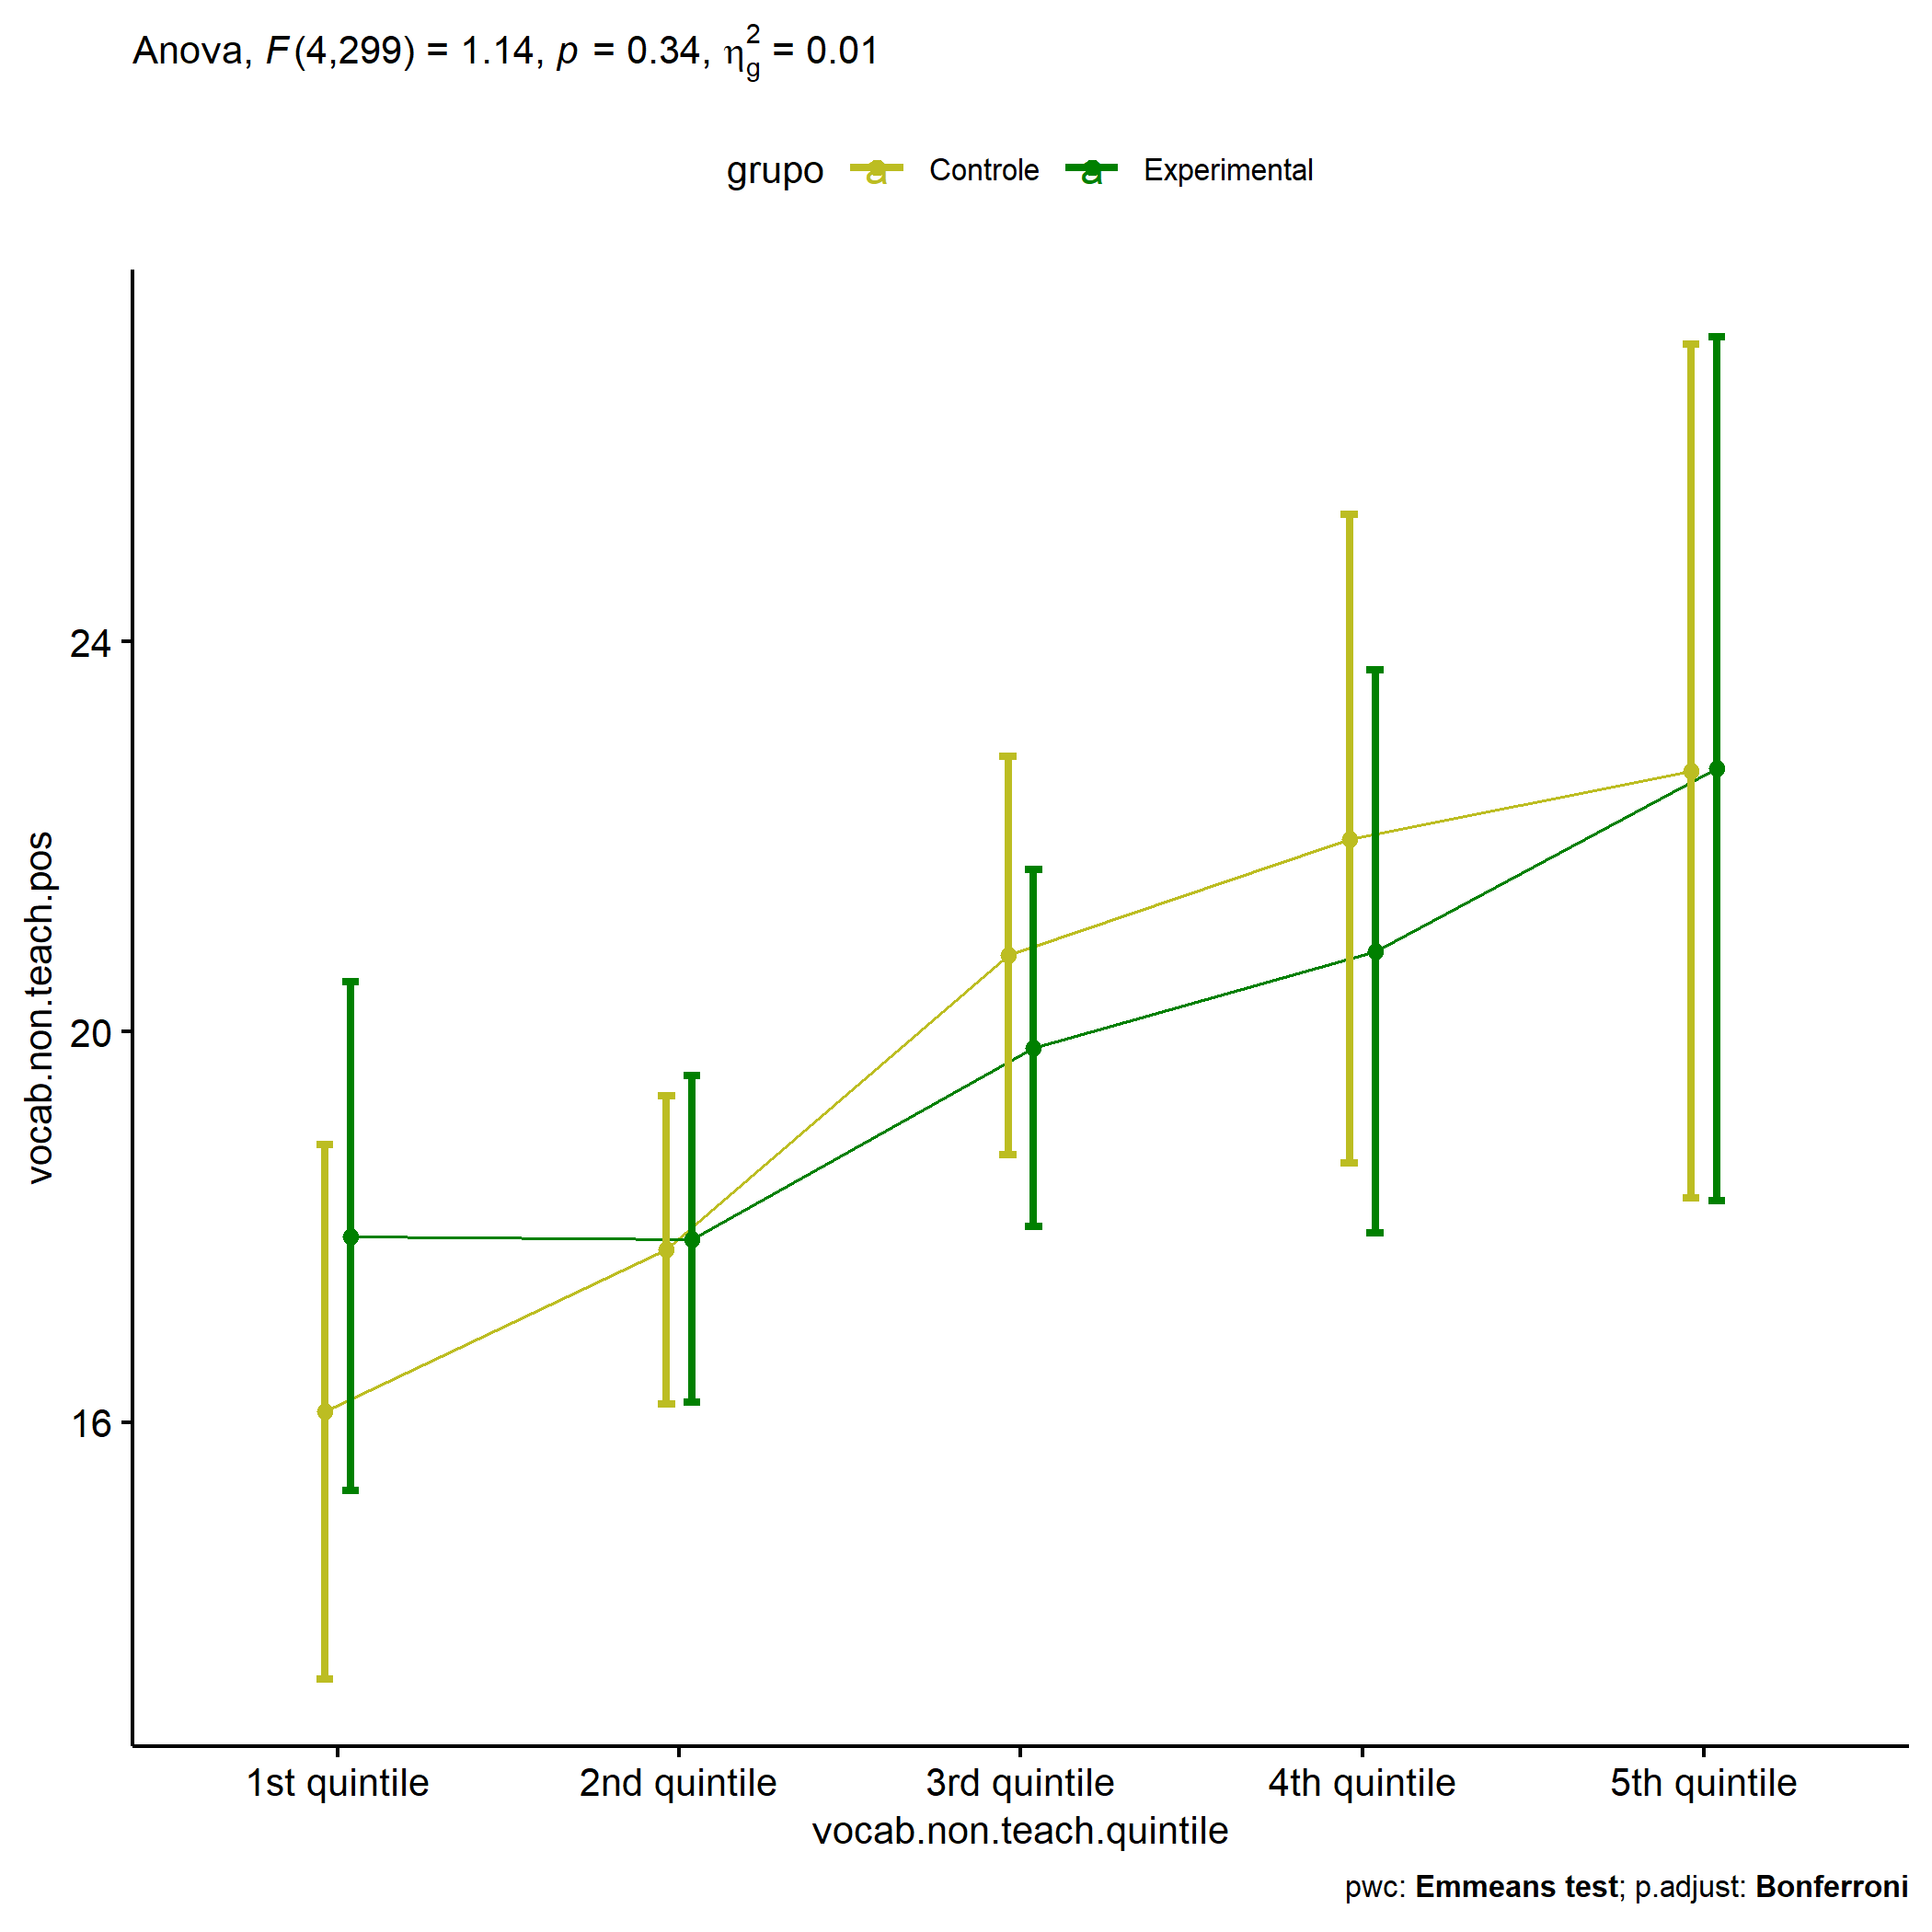 Anova, F(4,299) = 1.14, p = 0.34, η²g = 0.01
grupo a Controle a Experimental
24
20
16
vocab.non.teach.pos
1st quintile 2nd quintile 3rd quintile 4th quintile 5th quintile
vocab.non.teach.quintile
pwc: Emmeans test; p.adjust: Bonferroni